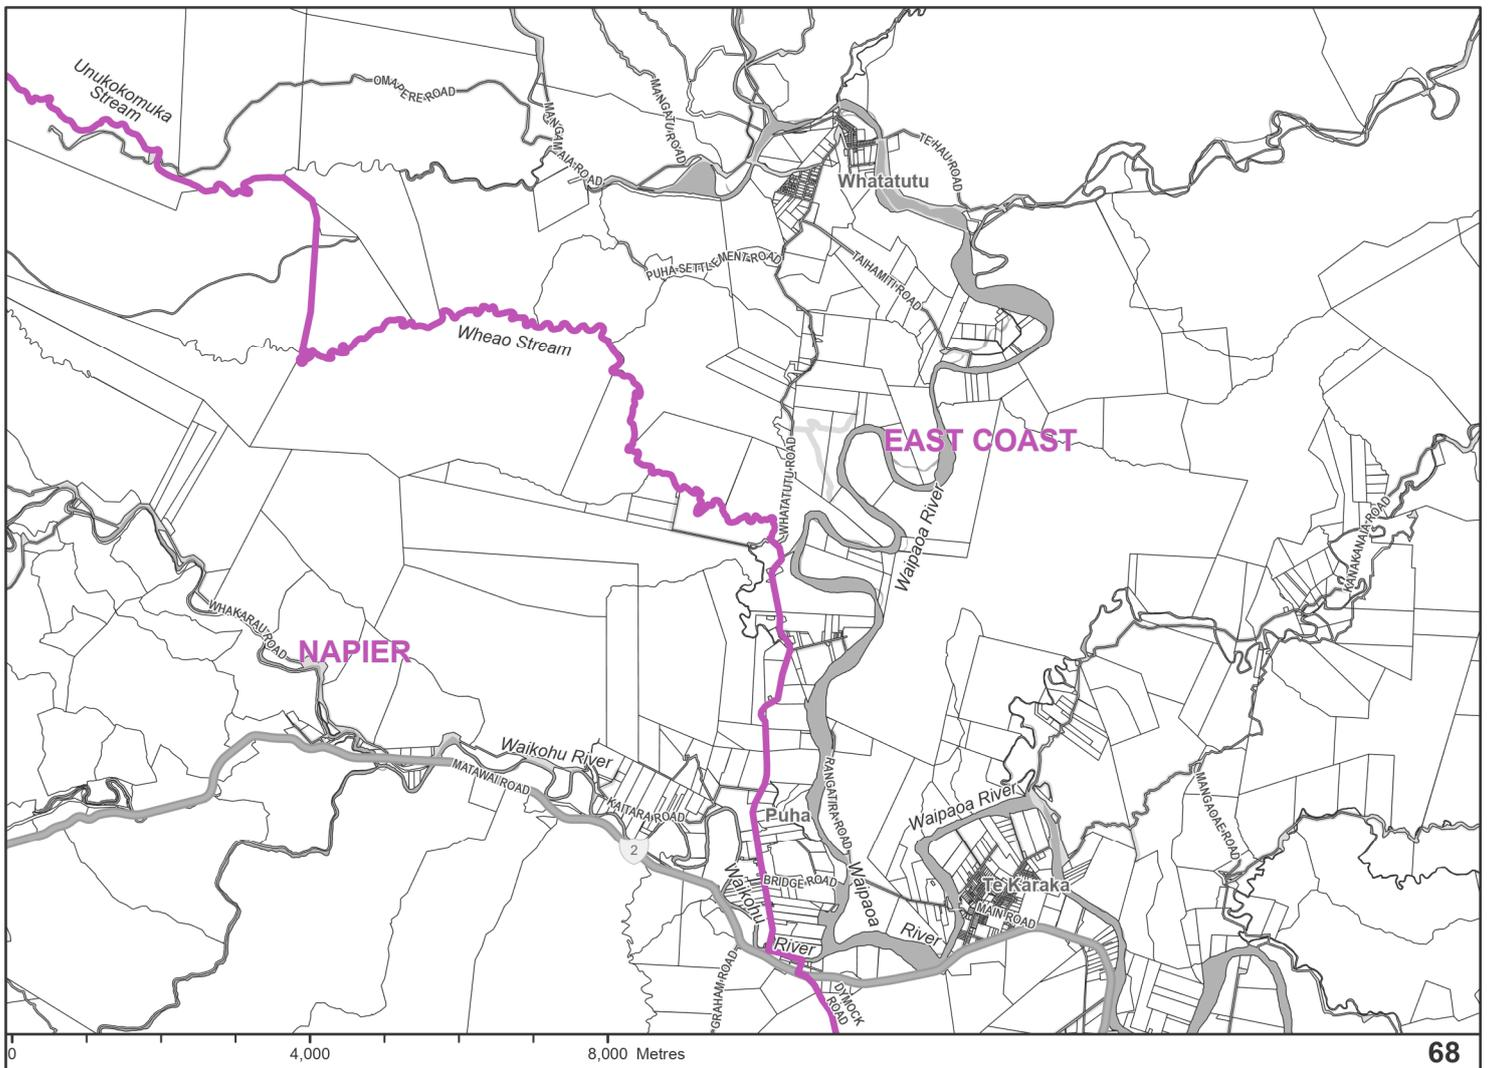 Unukokomuka
Stream
OMAPERE ROAD
MANGAMAIA ROAD
MANGATU ROAD
TE HAU ROAD
Whatatutu
PUHA SETTLEMENT ROAD
TAIHAMITI ROAD
Wheao Stream
EAST COAST
WHATATUTU ROAD
Waipaoa River
KANAKANAIA ROAD
WHAKARAU ROAD
NAPIER
Waikohu River
MATAWAI ROAD
KAITARA ROAD
2
Puha
RANGATIRA ROAD
Waipaoa River
MANGAOAE ROAD
BRIDGE ROAD
Waikohu
River
Waipaoa
River
Te Karaka
MAIN ROAD
GRAHAM ROAD
DYMOCK
ROAD
0
4,000
8,000 Metres
68